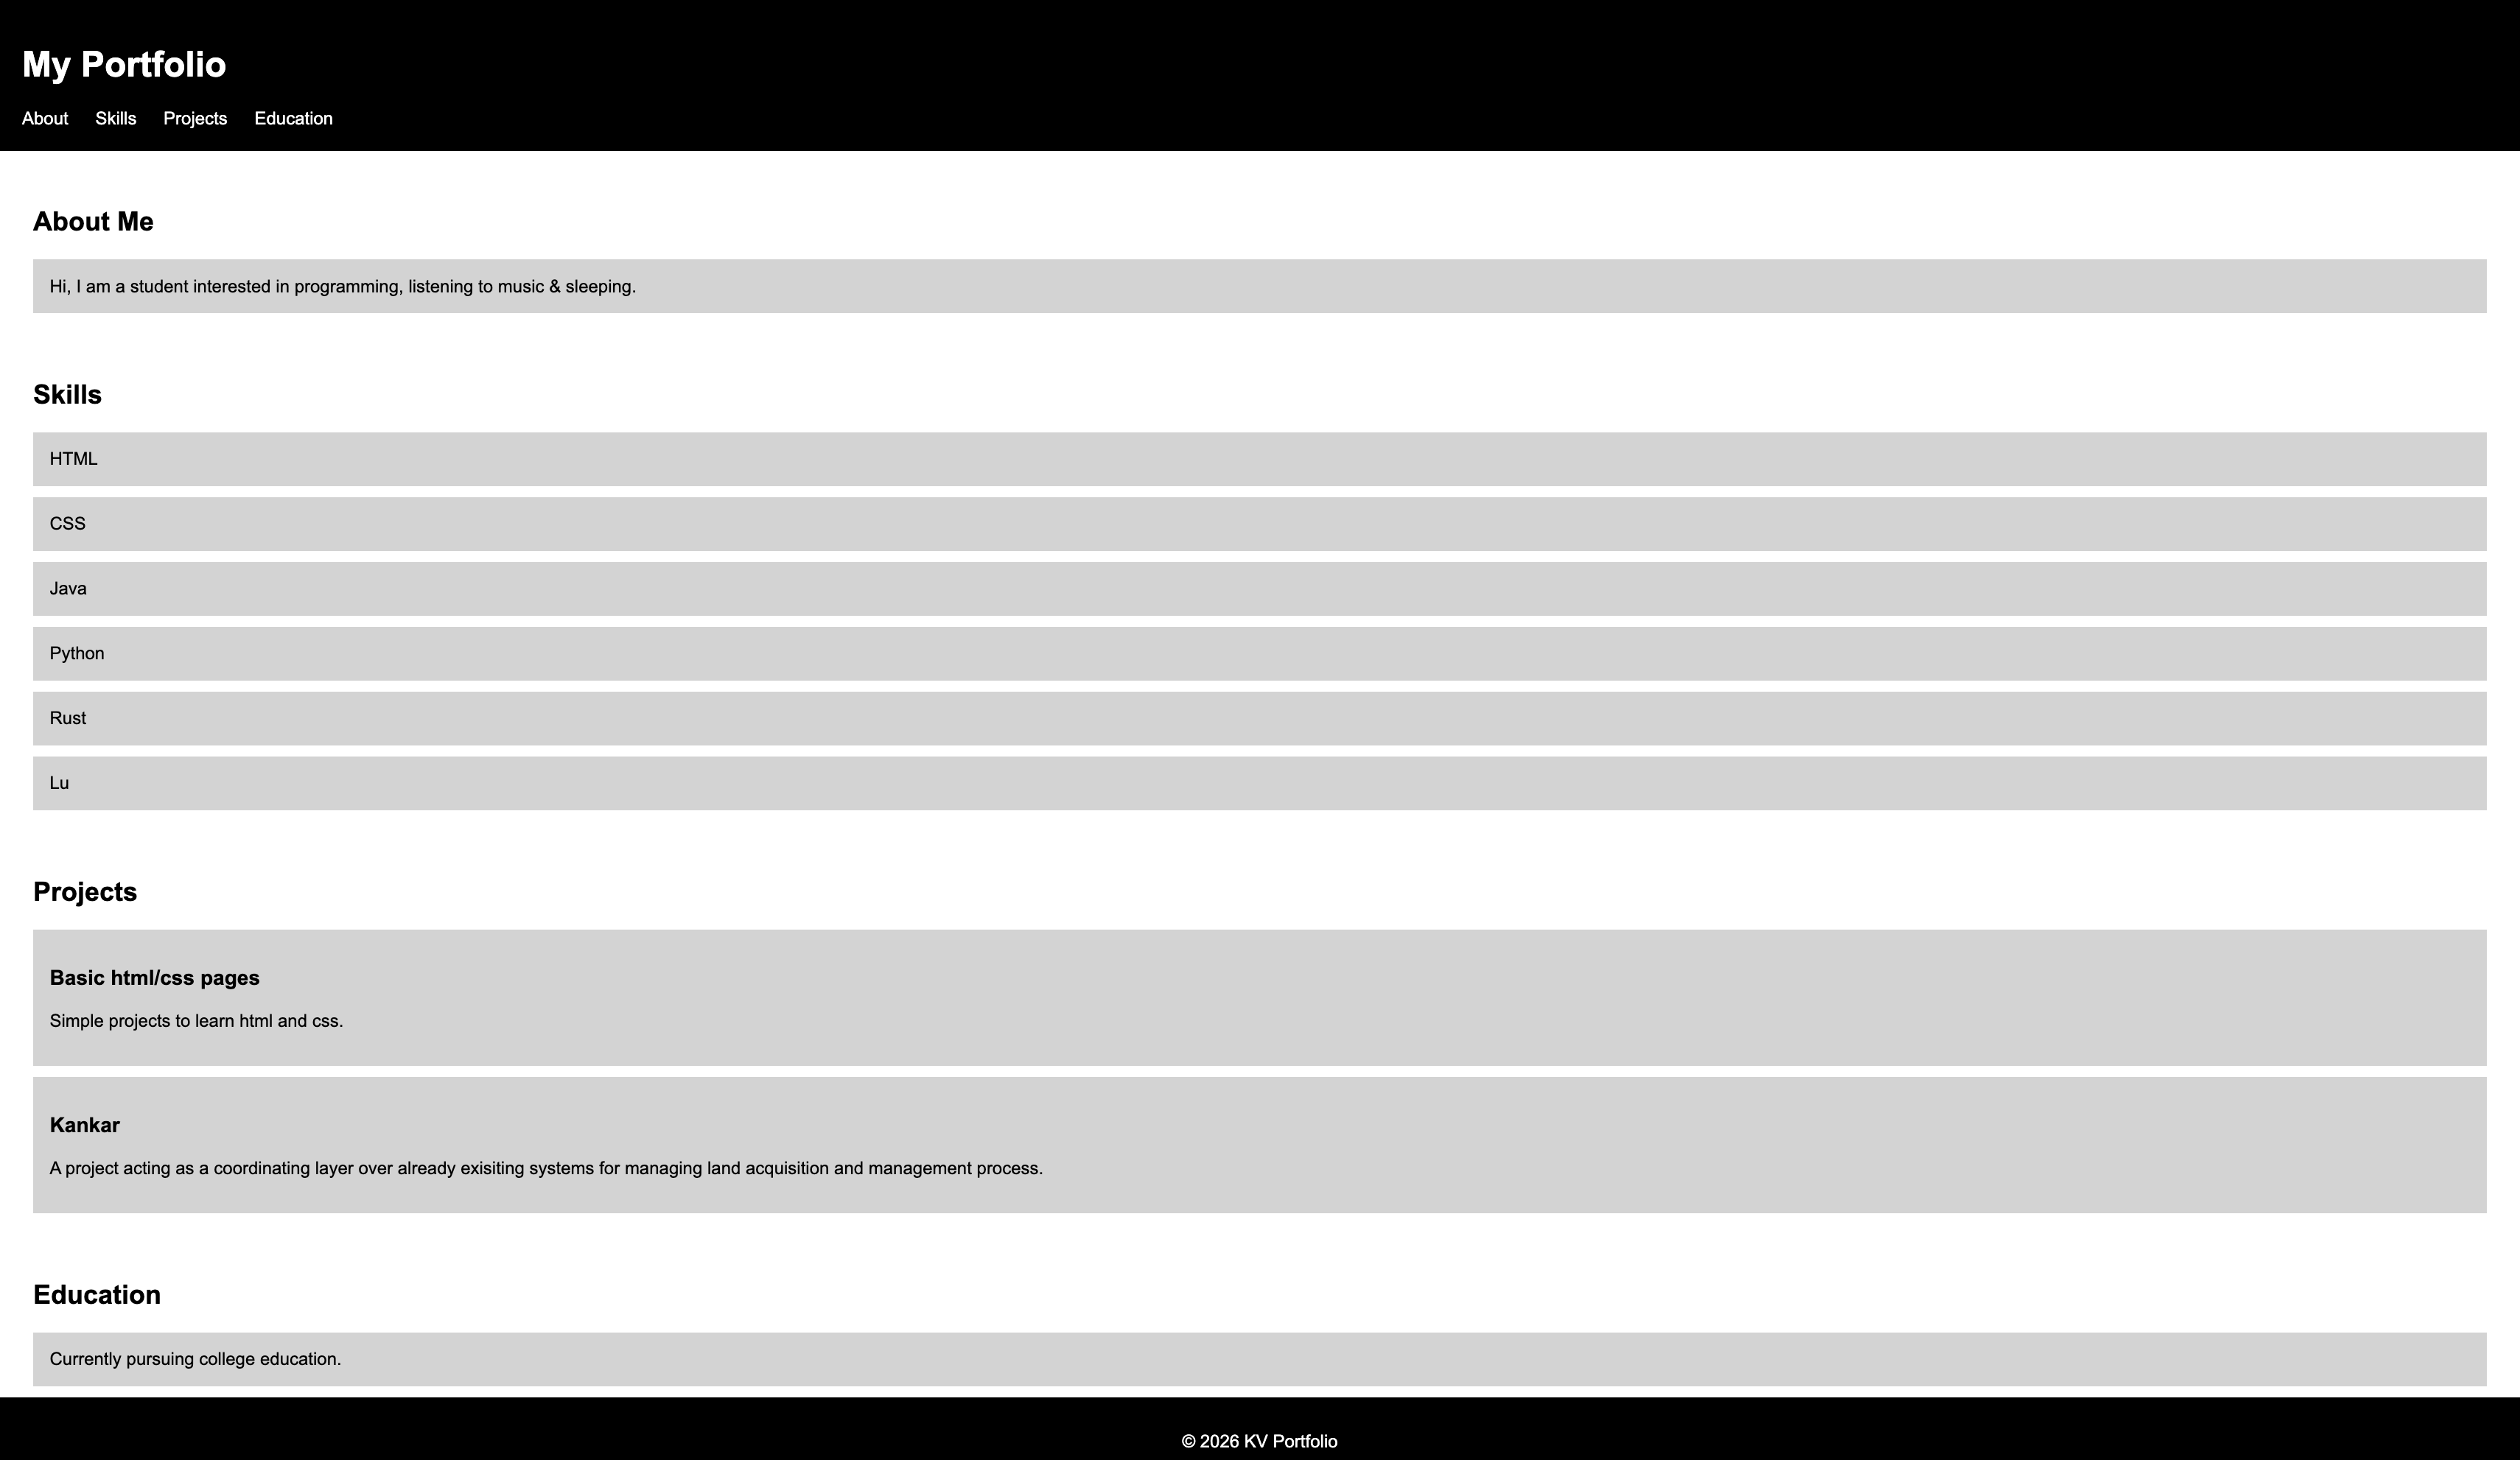 My Portfolio
About Skills Projects Education
About Me
Hi, I am a student interested in programming, listening to music & sleeping.
Skills
HTML
CSS
Java
Python
Rust
Lu
Projects
Basic html/css pages
Simple projects to learn html and css.
Kankar
A project acting as a coordinating layer over already exisiting systems for managing land acquisition and management process.
Education
Currently pursuing college education.
© 2026 KV Portfolio